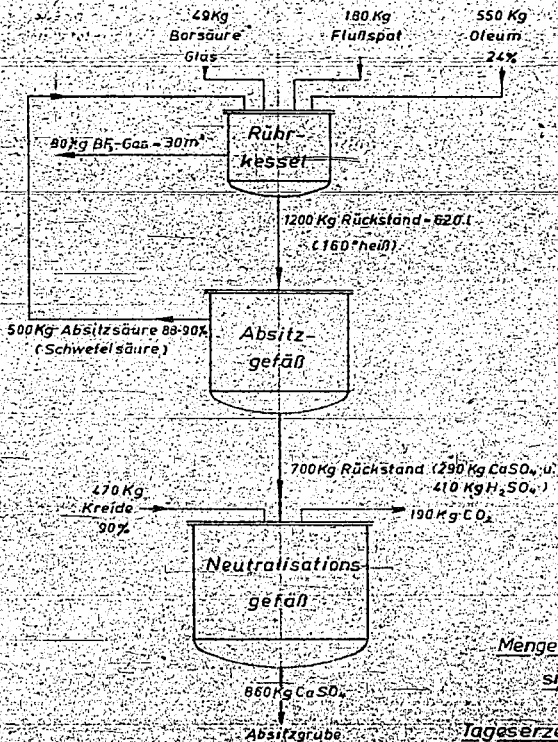 49 Kg
Borsäure
Glas
180 Kg
Flußspat
550 Kg
Oleum
24%
Rühr-
kessel
80 kg BF₃-Gas = 30 m³
1200 Kg Rückstand = 620 l
(160° heiß)
500 Kg Absitzsäure 88-90%
(Schwefelsäure)
Absitz-
gefäß
700 Kg Rückstand (290 Kg CaSO₄ u.
410 Kg H₂SO₄)
470 Kg
Kreide
90%
190 Kg CO₂
Neutralisations
gefäß
Menge
860 Kg CaSO₄
Absitzgrube